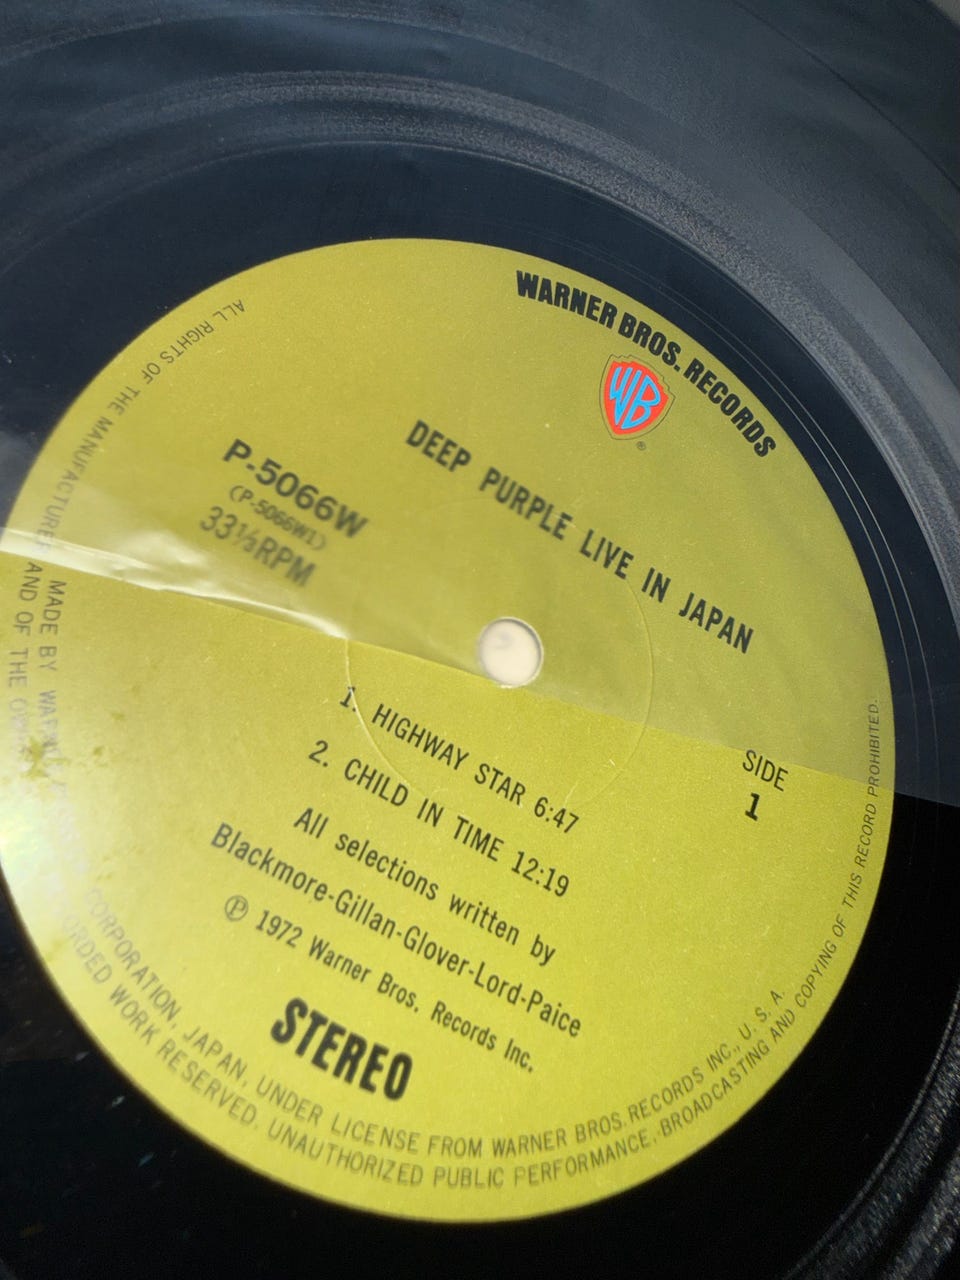 WARNER BROS. RECORDS
WB
®
DEEP PURPLE LIVE IN JAPAN
P-5066W
(P-5066W1)
33⅓RPM
SIDE
1
1. HIGHWAY STAR 6:47
2. CHILD IN TIME 12:19
All selections written by
Blackmore-Gillan-Glover-Lord-Paice
Ⓟ 1972 Warner Bros. Records Inc.
STEREO
MADE BY CORPORATION, JAPAN, UNDER LICENSE FROM WARNER BROS. RECORDS INC., U. S. A.
ALL RIGHTS OF THE MANUFACTURER AND OF THE WORK RESERVED. UNAUTHORIZED PUBLIC PERFORMANCE, BROADCASTING AND COPYING OF THIS RECORD PROHIBITED.